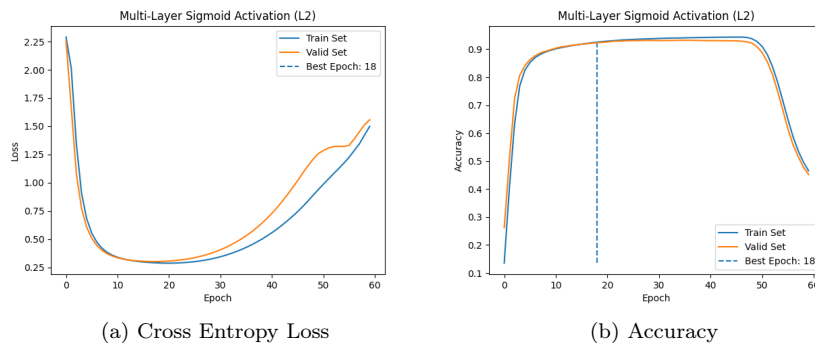 Multi-Layer Sigmoid Activation (L2)
2.25
2.00
1.75
1.50
1.25
1.00
0.75
0.50
0.25
Loss
Train Set
Valid Set
Best Epoch: 18
0 10 20 30 40 50 60
Epoch
(a) Cross Entropy Loss
Multi-Layer Sigmoid Activation (L2)
0.9
0.8
0.7
0.6
0.5
0.4
0.3
0.2
0.1
Accuracy
Train Set
Valid Set
Best Epoch: 18
0 10 20 30 40 50 60
Epoch
(b) Accuracy